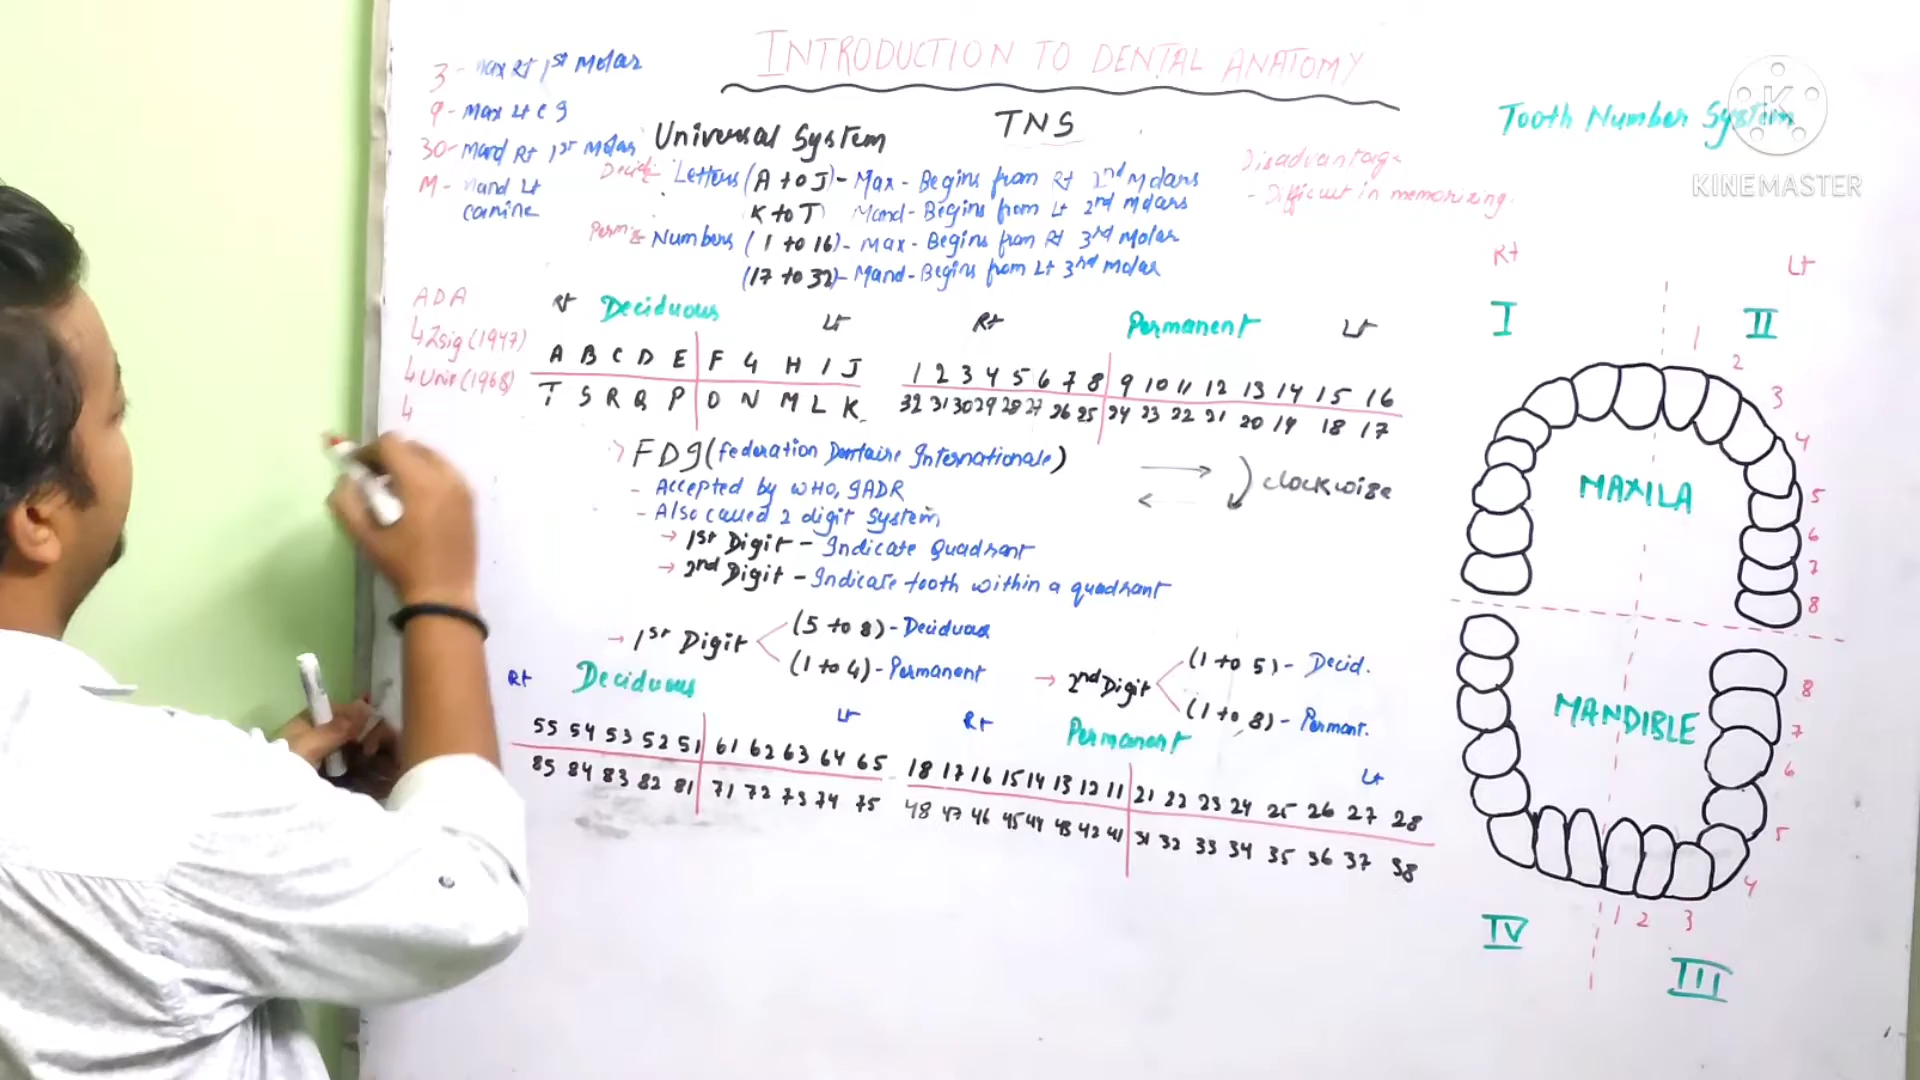 INTRODUCTION TO DENTAL ANATOMY
TNS
Tooth Number System
KINEMASTER
3 - Max Rt 1st Molar
9 - Max Lt C I
30 - Mand Rt 1st Molar
M - Mand Lt
canine
Universal System
Decid: Letters (A to J) - Max - Begins from Rt 2nd Molars
K to T) Mand - Begins from Lt 2nd Molars
Perm: Numbers (1 to 16) - Max - Begins from Rt 3rd Molar
(17 to 32) - Mand - Begins from Lt 3rd Molar
Disadvantage
- Difficult in memorizing.
ADA
↳ Zsig (1947)
↳ Univ (1968)
↳
Rt Deciduous Lt
A B C D E F G H I J
T S R Q P O N M L K
Rt Permanent Lt
1 2 3 4 5 6 7 8 9 10 11 12 13 14 15 16
32 31 30 29 28 27 26 25 24 23 22 21 20 19 18 17
> FDI (Federation Dentaire Internationale)
- Accepted by WHO, IADR
- Also called 2 digit system,
→ 1st Digit - Indicate Quadrant
→ 2nd Digit - Indicate tooth within a quadrant
→ ← clockwise
→ 1st Digit < (5 to 8) - Deciduous
(1 to 4) - Permanent
→ 2nd Digit < (1 to 5) - Decid.
(1 to 8) - Permant.
Rt Deciduous Lt
55 54 53 52 51 61 62 63 64 65
85 84 83 82 81 71 72 73 74 75
Rt Permanent Lt
18 17 16 15 14 13 12 11 21 22 23 24 25 26 27 28
48 47 46 45 44 43 42 41 31 32 33 34 35 36 37 38
Rt Lt
I II
1
2
3
4
5
6
7
8
MAXILA
MANDIBLE
8
7
6
5
4
1 2 3
IV III